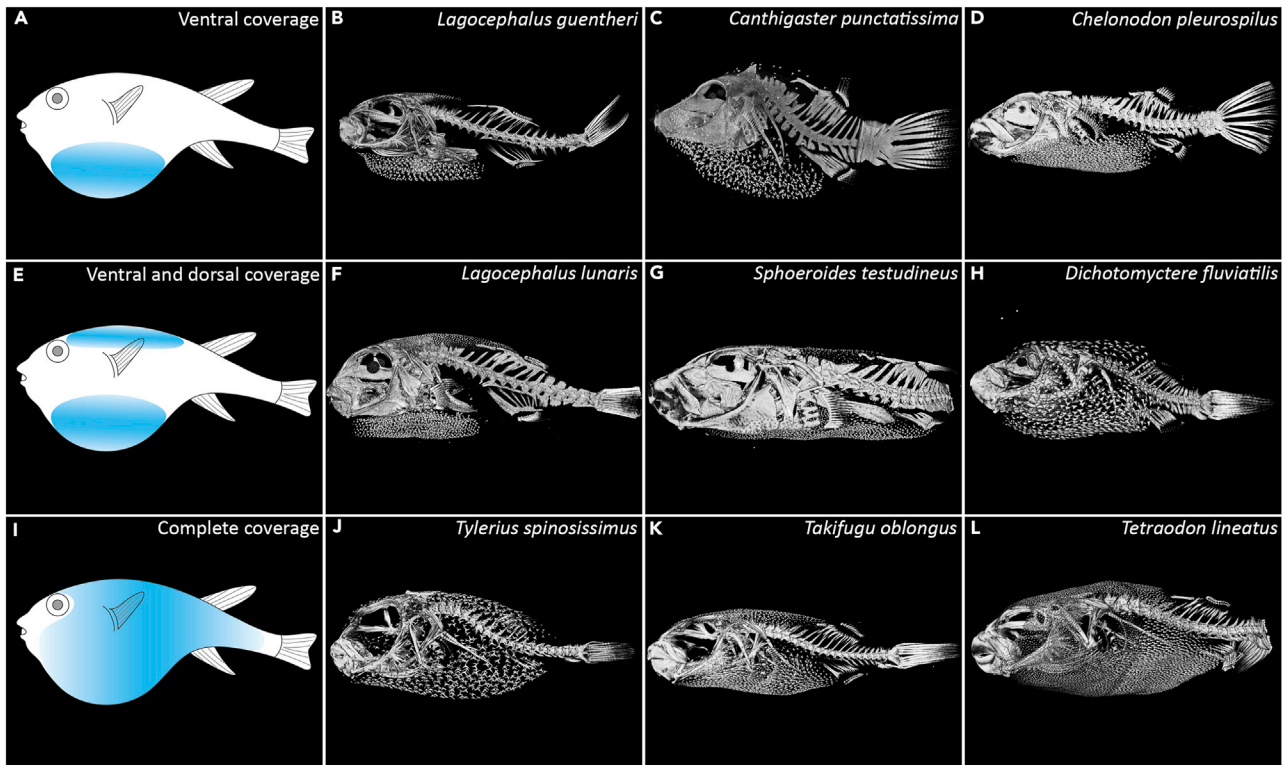 A Ventral coverage
B Lagocephalus guentheri
C Canthigaster punctatissima
D Chelonodon pleurospilus
E Ventral and dorsal coverage
F Lagocephalus lunaris
G Sphoeroides testudineus
H Dichotomyctere fluviatilis
I Complete coverage
J Tylerius spinosissimus
K Takifugu oblongus
L Tetraodon lineatus